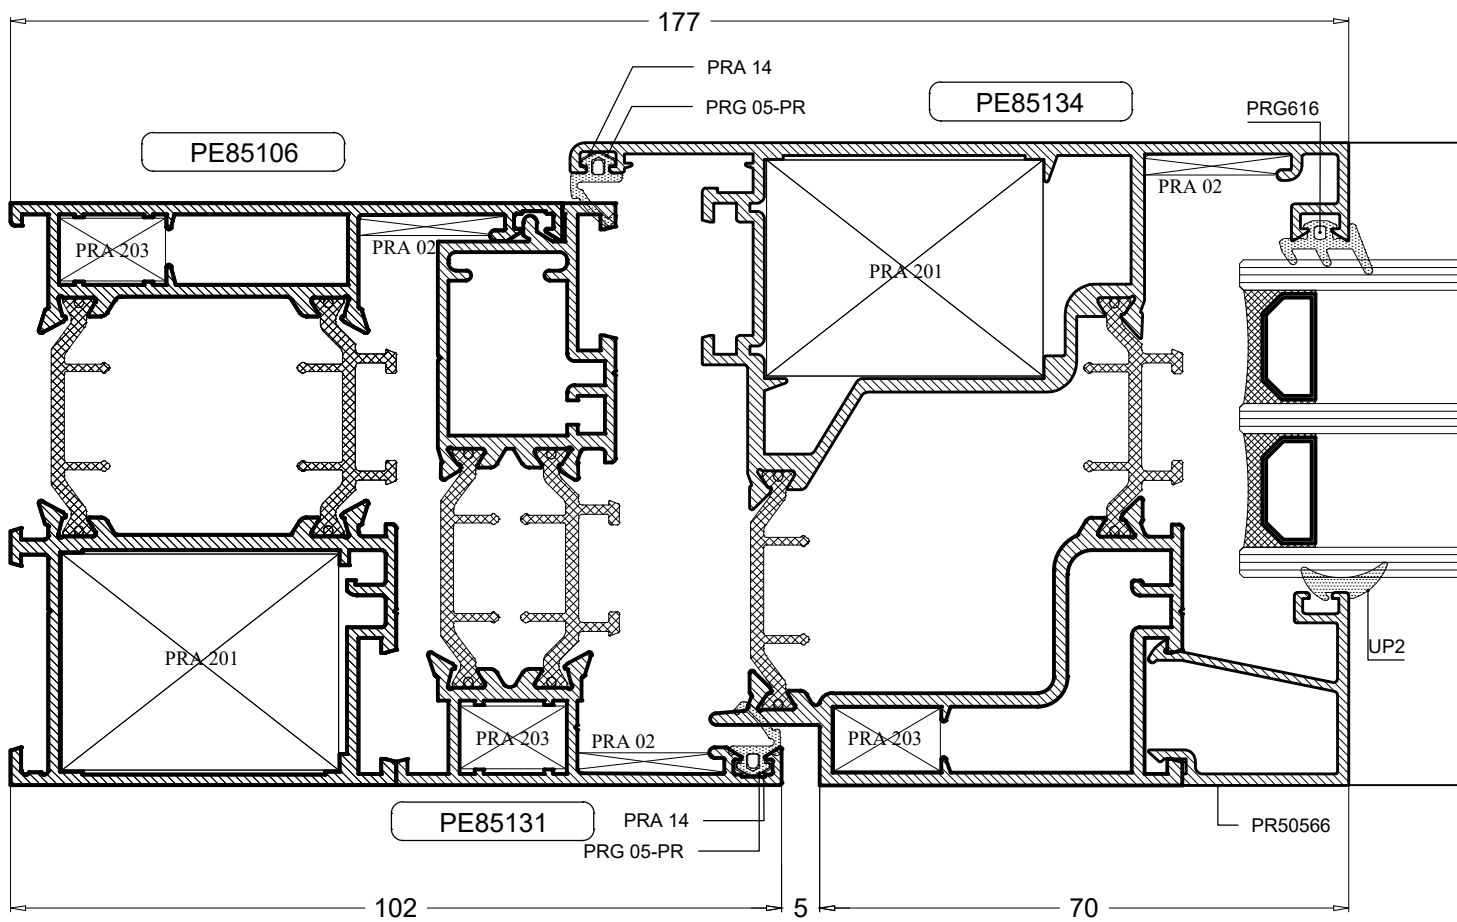 177
PRA 14
PRG 05-PR
PE85134
PRG616
PE85106
PRA 02
PRA 203
PRA 02
PRA 201
PRA 201
UP2
PRA 203
PRA 02
PRA 203
PE85131
PRA 14
PRG 05-PR
PR50566
102
5
70